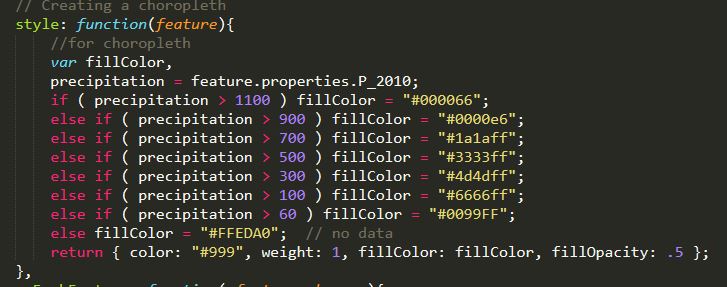 // Creating a choropleth
style: function(feature){
//for choropleth
var fillColor,
precipitation = feature.properties.P_2010;
if ( precipitation > 1100 ) fillColor = "#000066";
else if ( precipitation > 900 ) fillColor = "#0000e6";
else if ( precipitation > 700 ) fillColor = "#1a1aff";
else if ( precipitation > 500 ) fillColor = "#3333ff";
else if ( precipitation > 300 ) fillColor = "#4d4dff";
else if ( precipitation > 100 ) fillColor = "#6666ff";
else if ( precipitation > 60 ) fillColor = "#0099FF";
else fillColor = "#FFEDA0";  // no data
return { color: "#999", weight: 1, fillColor: fillColor, fillOpacity: .5 };
},